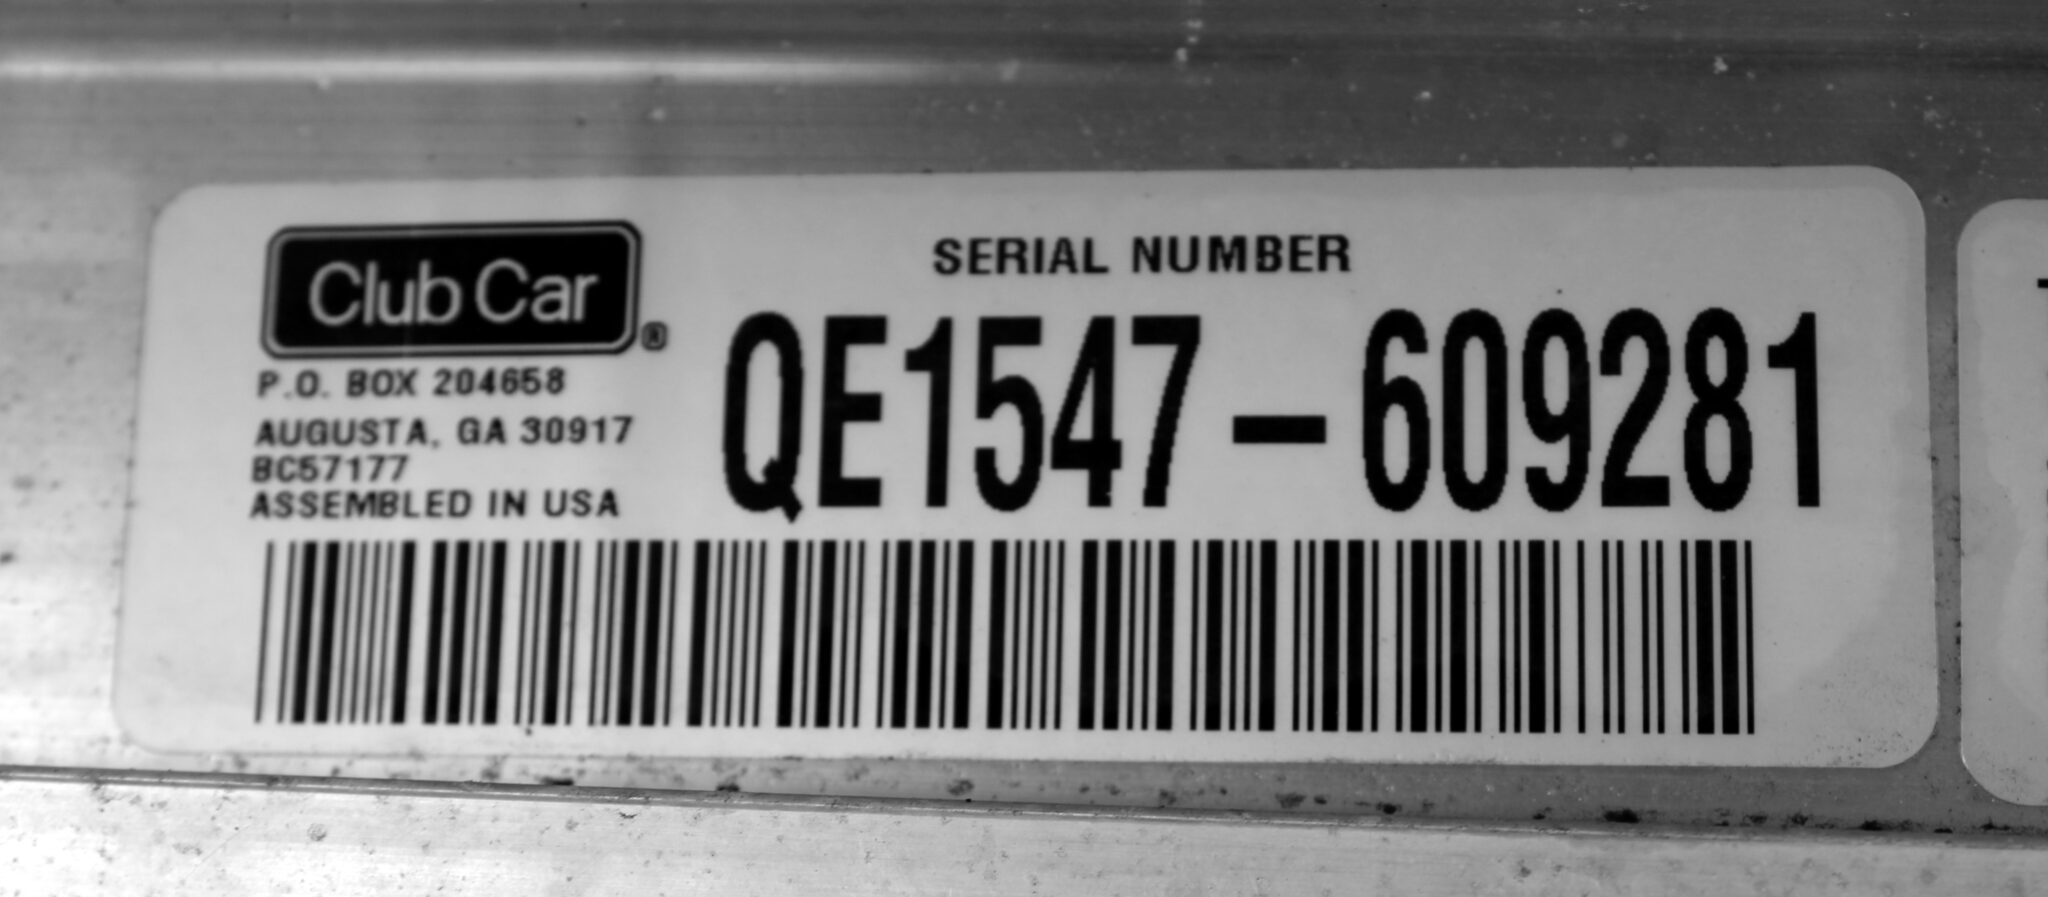 Club Car®
P.O. BOX 204658
AUGUSTA, GA 30917
BC57177
ASSEMBLED IN USA
SERIAL NUMBER
QE1547-609281